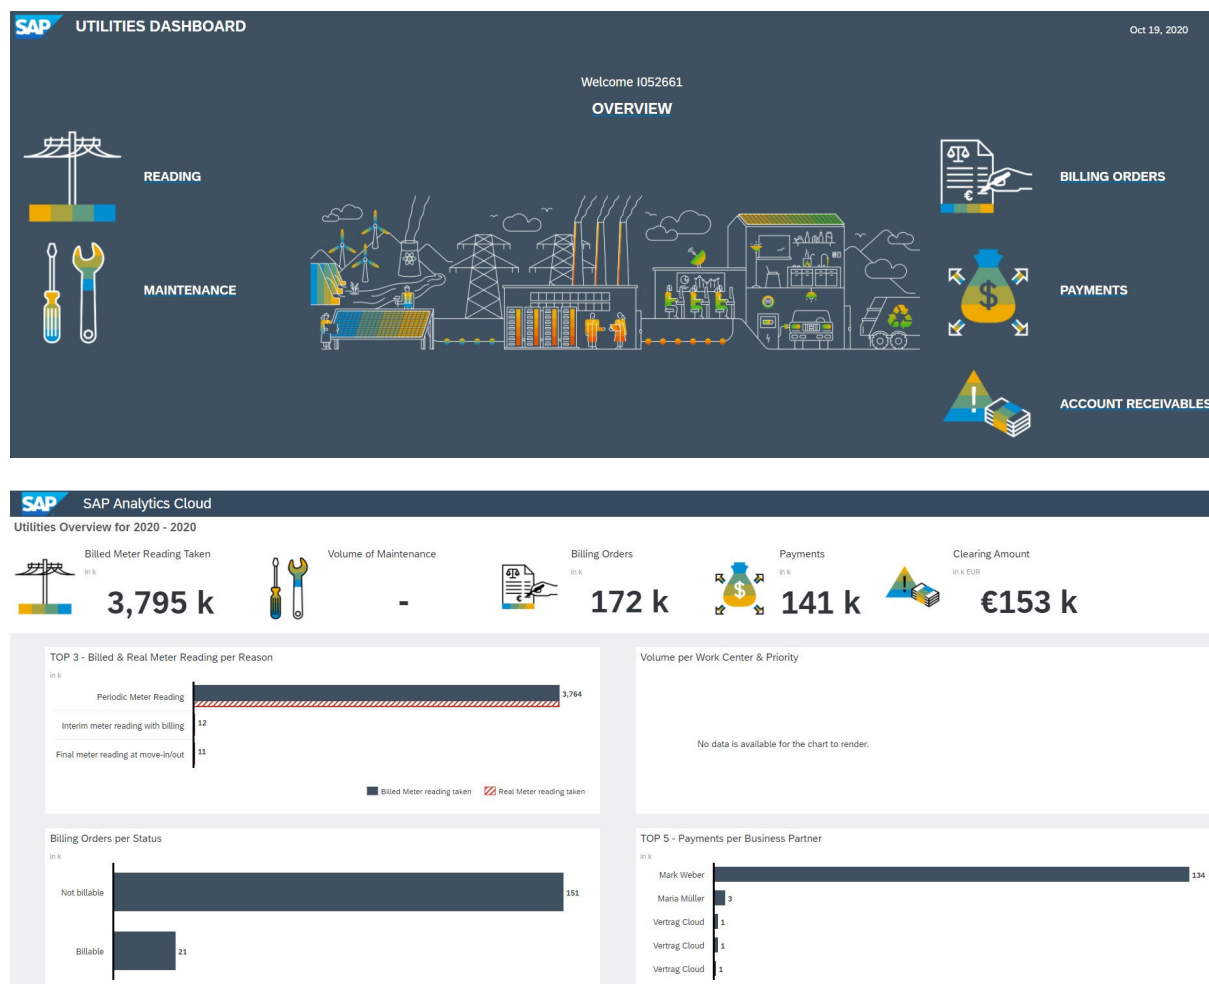 SAP UTILITIES DASHBOARD
Oct 19, 2020
Welcome I052661
OVERVIEW
READING
BILLING ORDERS
MAINTENANCE
PAYMENTS
ACCOUNT RECEIVABLES
SAP SAP Analytics Cloud
Utilities Overview for 2020 - 2020
Billed Meter Reading Taken
in k
3,795 k
Volume of Maintenance
-
Billing Orders
in k
172 k
Payments
in k
141 k
Clearing Amount
in k EUR
€153 k
TOP 3 - Billed & Real Meter Reading per Reason
in k
Periodic Meter Reading 3,764
Interim meter reading with billing 12
Final meter reading at move-in/out 11
Billed Meter reading taken Real Meter reading taken
Volume per Work Center & Priority
No data is available for the chart to render.
Billing Orders per Status
in k
Not billable 151
Billable 21
TOP 5 - Payments per Business Partner
in k
Mark Weber 134
Maria Müller 3
Vertrag Cloud 1
Vertrag Cloud 1
Vertrag Cloud 1